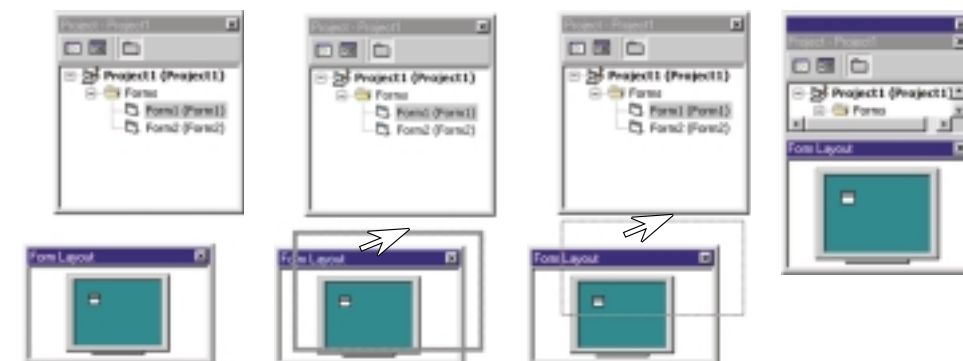 Project - Project1
Project1 (Project1)
Forms
Form1 (Form1)
Form2 (Form2)
Form Layout
Project - Project1
Project1 (Project1)
Forms
Form1 (Form1)
Form2 (Form2)
Form Layout
Project - Project1
Project1 (Project1)
Forms
Form1 (Form1)
Form2 (Form2)
Form Layout
Project - Project1
Project1 (Project1)
Forms
Form Layout